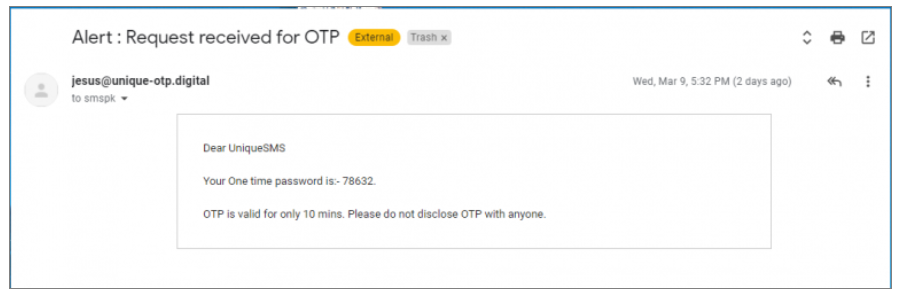 Alert : Request received for OTP External Trash x
jesus@unique-otp.digital Wed, Mar 9, 5:32 PM (2 days ago)
to smspk
Dear UniqueSMS
Your One time password is:- 78632.
OTP is valid for only 10 mins. Please do not disclose OTP with anyone.